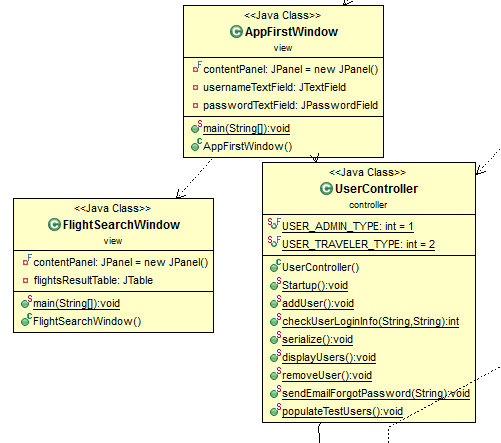 <<Java Class>>
AppFirstWindow
view
contentPanel: JPanel = new JPanel()
usernameTextField: JTextField
passwordTextField: JPasswordField
main(String[]):void
AppFirstWindow()
<<Java Class>>
FlightSearchWindow
view
contentPanel: JPanel = new JPanel()
flightsResultTable: JTable
main(String[]):void
FlightSearchWindow()
<<Java Class>>
UserController
controller
USER_ADMIN_TYPE: int = 1
USER_TRAVELER_TYPE: int = 2
UserController()
Startup():void
addUser():void
checkUserLoginInfo(String,String):int
serialize():void
displayUsers():void
removeUser():void
sendEmailForgotPassword(String):void
populateTestUsers():void